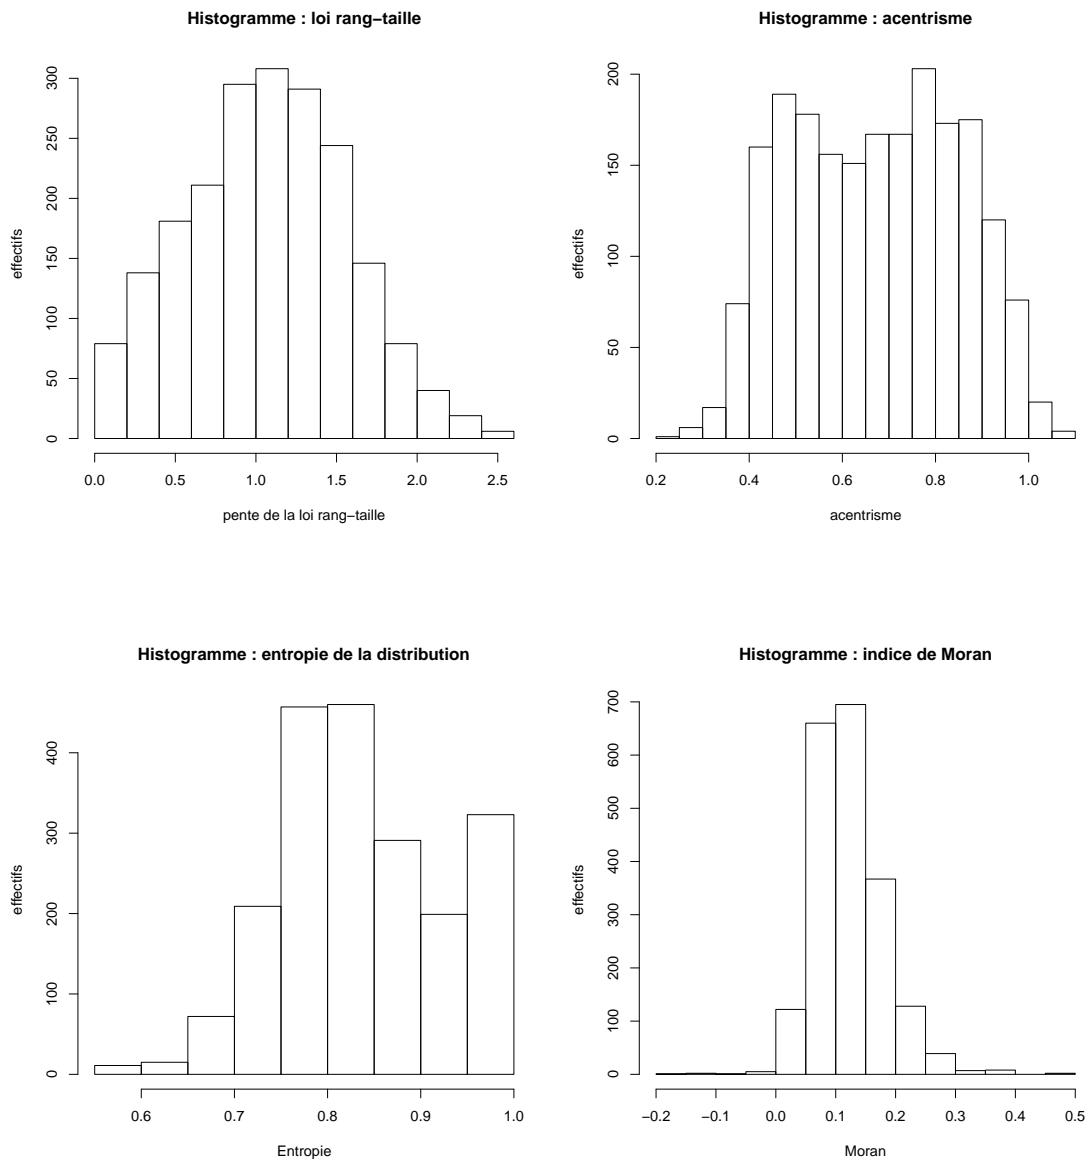 Histogramme : loi rang−taille
effectifs
0 50 100 150 200 250 300
0.0 0.5 1.0 1.5 2.0 2.5
pente de la loi rang−taille
Histogramme : acentrisme
effectifs
0 50 100 150 200
0.2 0.4 0.6 0.8 1.0
acentrisme
Histogramme : entropie de la distribution
effectifs
0 100 200 300 400
0.6 0.7 0.8 0.9 1.0
Entropie
Histogramme : indice de Moran
effectifs
0 100 200 300 400 500 600 700
−0.2 −0.1 0.0 0.1 0.2 0.3 0.4 0.5
Moran